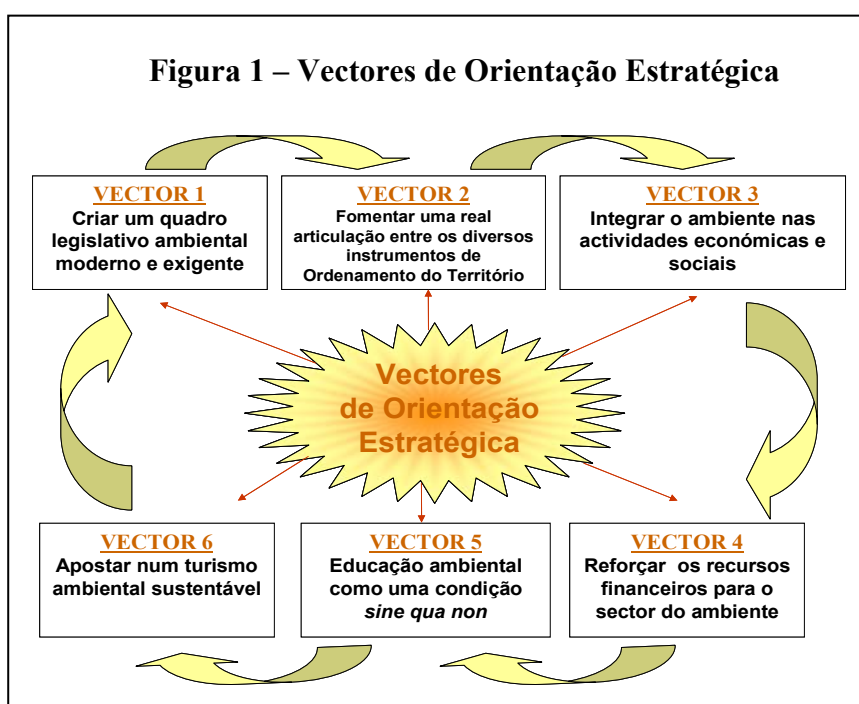 Figura 1 – Vectores de Orientação Estratégica
VECTOR 1
Criar um quadro
legislativo ambiental
moderno e exigente
VECTOR 2
Fomentar uma real
articulação entre os diversos
instrumentos de
Ordenamento do Território
VECTOR 3
Integrar o ambiente nas
actividades económicas e
sociais
Vectores
de Orientação
Estratégica
VECTOR 6
Apostar num turismo
ambiental sustentável
VECTOR 5
Educação ambiental
como uma condição
sine qua non
VECTOR 4
Reforçar os recursos
financeiros para o
sector do ambiente